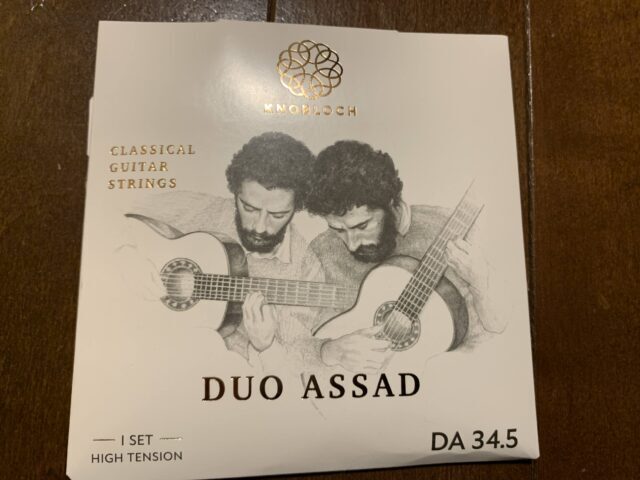 KNOBLOCH
CLASSICAL
GUITAR
STRINGS
DUO ASSAD
1 SET
HIGH TENSION
DA 34.5